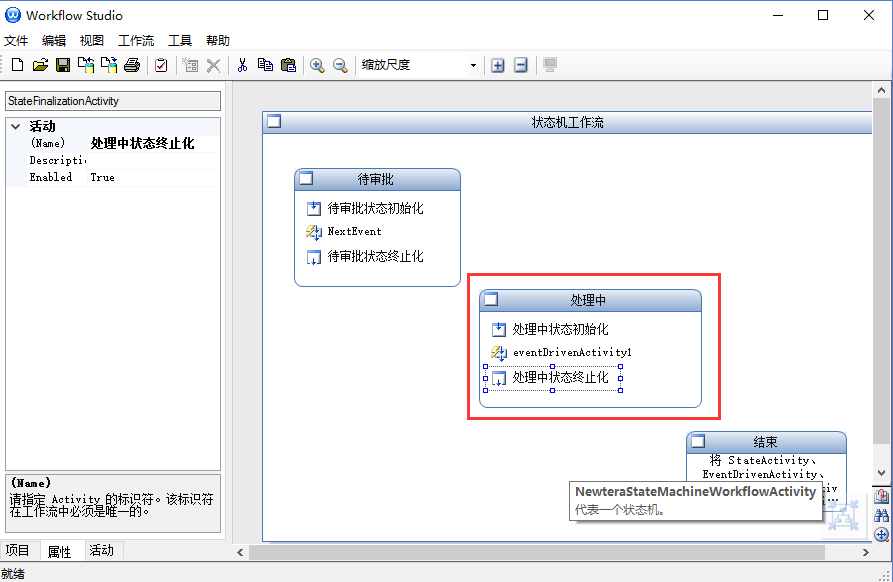 Workflow Studio
文件 编辑 视图 工作流 工具 帮助
缩放尺度
StateFinalizationActivity
活动
(Name) 处理中状态终止化
Descripti
Enabled True
(Name)
请指定 Activity 的标识符。该标识符
在工作流中必须是唯一的。
项目 属性 活动
就绪
状态机工作流
待审批
待审批状态初始化
NextEvent
待审批状态终止化
处理中
处理中状态初始化
eventDrivenActivity1
处理中状态终止化
结束
将 StateActivity、
EventDrivenActivity、
NewteraStateMachineWorkflowActivity
代表一个状态机。